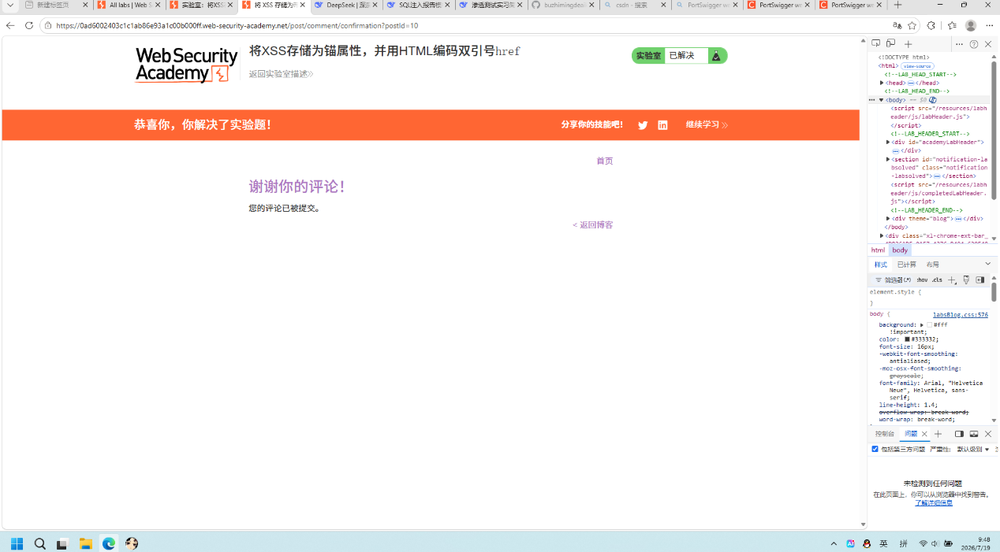 新建标签页
All labs | Web S
实验室：将XSS
将 XSS 存储为
DeepSeek | 深
SQL注入报告模
渗透测试实习简
buzhimingdea
csdn - 搜索
PortSwigger we
PortSwigger we
PortSwigger we
https://0ad6002403c1c1ab86e93a1c00b000ff.web-security-academy.net/post/comment/confirmation?postId=10
Web Security
Academy
将XSS存储为锚属性，并用HTML编码双引号href
返回实验室描述
实验室 已解决
恭喜你，你解决了实验题！
分享你的技能吧！
继续学习
首页
谢谢你的评论！
您的评论已被提交。
< 返回博客
<!DOCTYPE html>
<html> view-source
<!--LAB_HEAD_START-->
<head>…</head>
<!--LAB_HEAD_END-->
<body> == $0
<script src="/resources/labh
eader/js/labHeader.js">
</script>
<!--LAB_HEADER_START-->
<div id="academyLabHeader">
…</div>
<section id="notification-la
bsolved" class="notification
-labsolved">…</section>
<script src="/resources/labh
eader/js/completedLabHeader.
js"></script>
<!--LAB_HEADER_END-->
<div theme="blog">…</div>
</body>
<div class="xl-chrome-ext-bar_
html body
样式 已计算 布局
筛选器(.*) :hov .cls
element.style {
}
body { labsBlog.css:576
background: #fff
!important;
color: #333332;
font-size: 16px;
-webkit-font-smoothing:
antialiased;
-moz-osx-font-smoothing:
grayscale;
font-family: Arial, "Helvetica
Neue", Helvetica, sans-
serif;
line-height: 1.4;
overflow-wrap: break-word;
word-wrap: break-word;
控制台 问题
包括第三方问题 严重性: 默认级别
未检测到任何问题
在此页面上，你可以从浏览器中找到警告。
了解详细信息
英 拼
9:48
2026/7/19